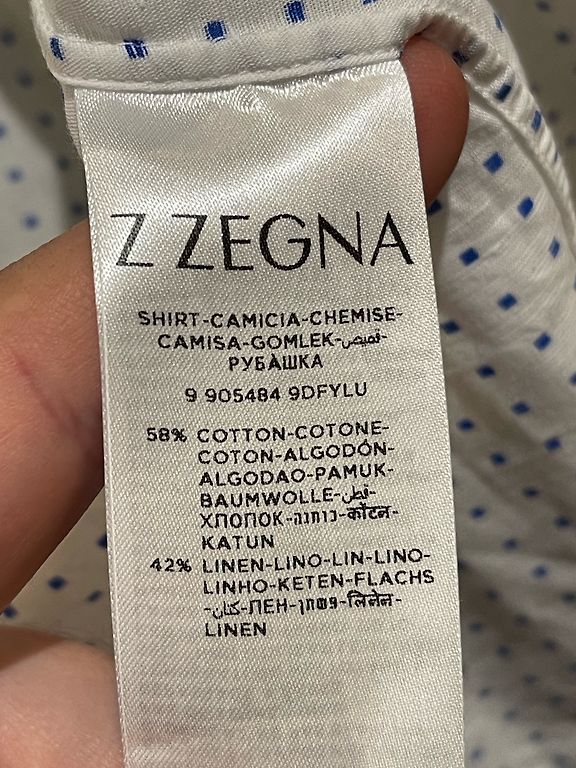 Z ZEGNA
SHIRT-CAMICIA-CHEMISE-
CAMISA-GOMLEK-قميص-
РУБАШКА
9 905484 9DFYLU
58% COTTON-COTONE-
COTON-ALGODÓN-
ALGODAO-PAMUK-
BAUMWOLLE-قطن-
ХЛОПОК-כותנה-कॉटन-
KATUN
42% LINEN-LINO-LIN-LINO-
LINHO-KETEN-FLACHS
-كتان-ЛЕН-פשתן-लिनेन-
LINEN